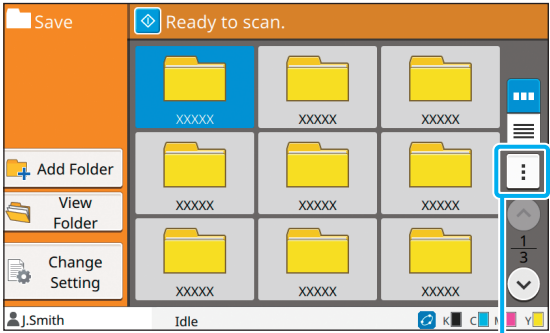 Save
Ready to scan.
XXXXX
XXXXX
XXXXX
Add Folder
XXXXX
XXXXX
XXXXX
View
Folder
1
3
Change
Setting
XXXXX
XXXXX
XXXXX
J.Smith
Idle
K
C
M
Y